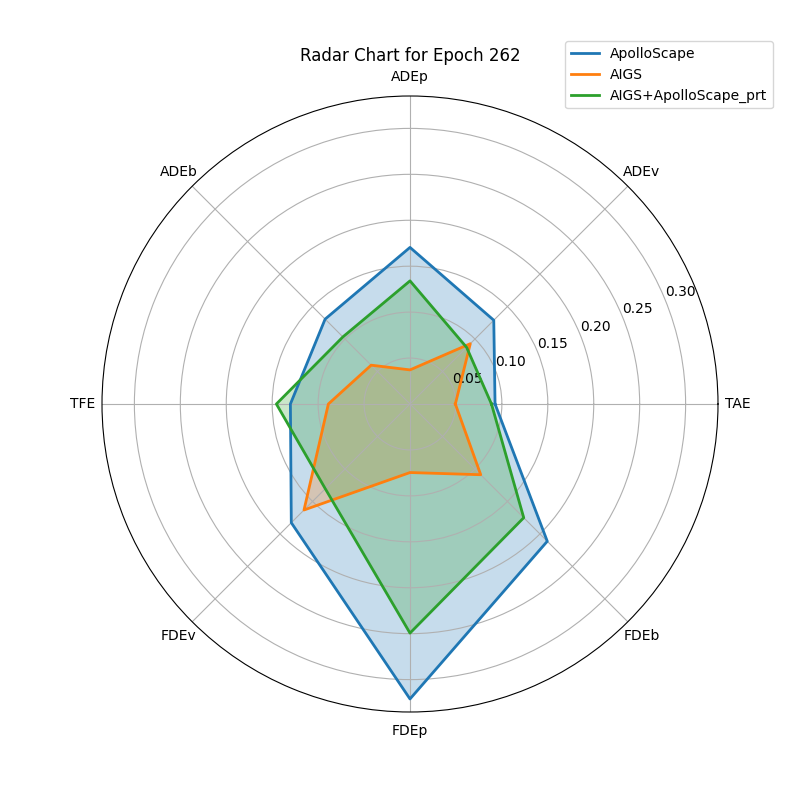 Radar Chart for Epoch 262
ApolloScape
AIGS
AIGS+ApolloScape_prt
ADEp
ADEb
ADEv
0.30
0.25
0.20
0.15
0.10
0.05
TFE
TAE
FDEv
FDEb
FDEp